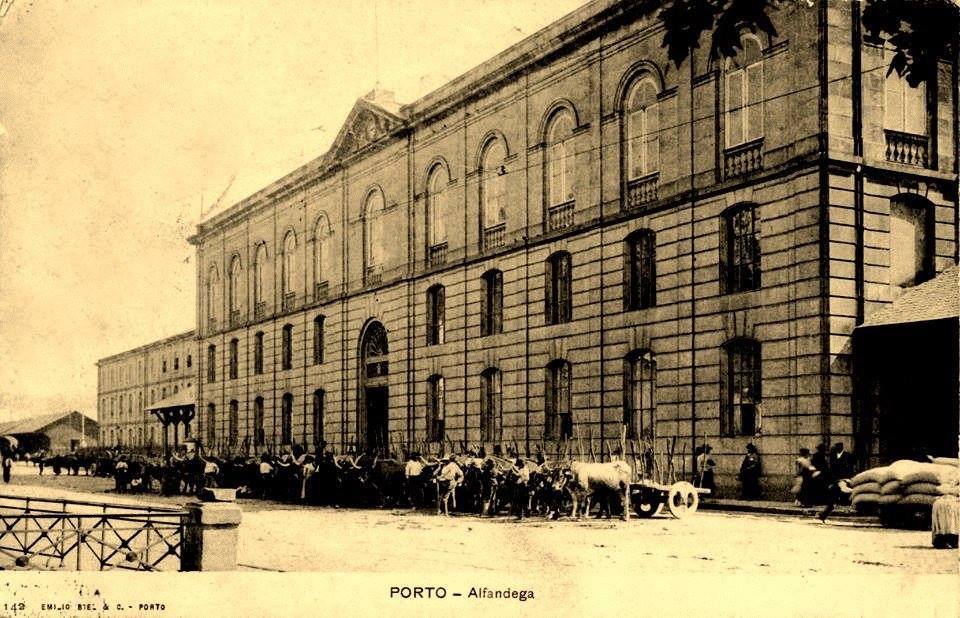 PORTO – Alfandega
142 EMILIO BIEL & C. - PORTO